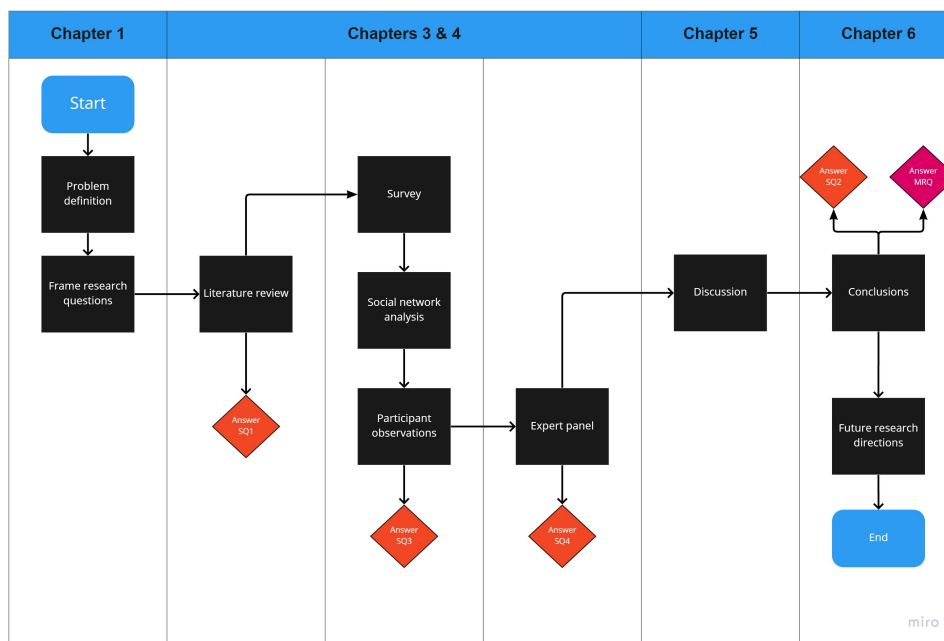 Chapter 1
Chapters 3 & 4
Chapter 5
Chapter 6
Start
Problem
definition
Frame research
questions
Literature review
Answer
SQ1
Survey
Social network
analysis
Participant
observations
Answer
SQ3
Expert panel
Answer
SQ4
Discussion
Answer
SQ2
Answer
MRQ
Conclusions
Future research
directions
End
miro